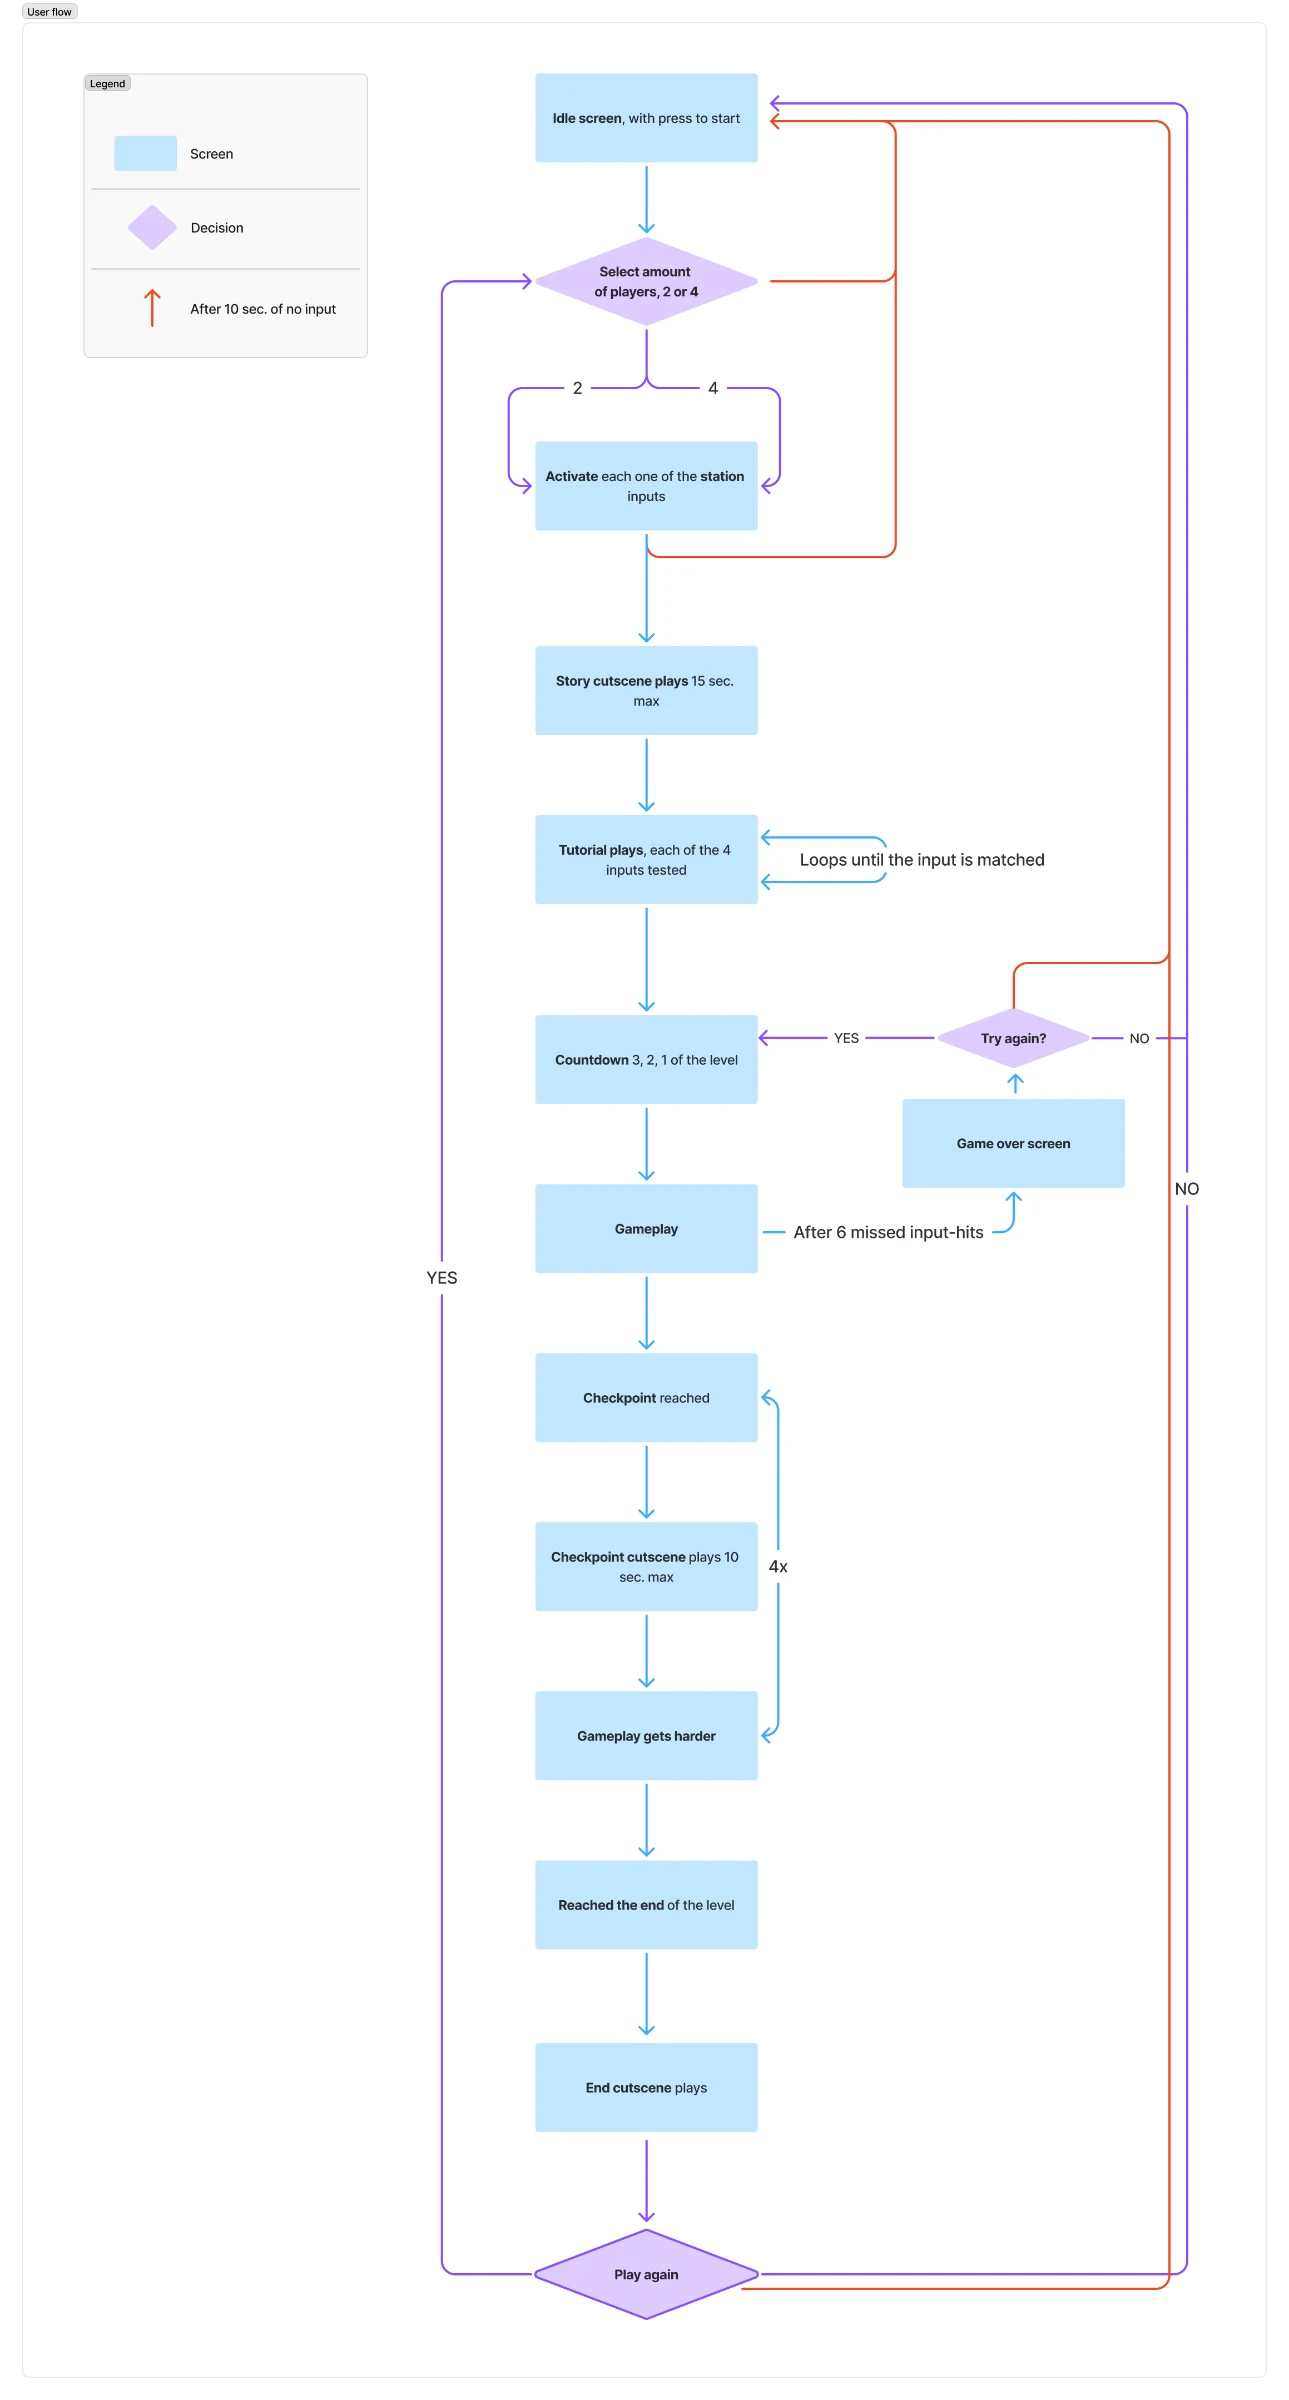 User flow
Legend
Screen
Decision
After 10 sec. of no input
Idle screen, with press to start
Select amount
of players, 2 or 4
2
4
Activate each one of the station
inputs
Story cutscene plays 15 sec.
max
Tutorial plays, each of the 4
inputs tested
Loops until the input is matched
Countdown 3, 2, 1 of the level
YES
Try again?
NO
Game over screen
Gameplay
After 6 missed input-hits
NO
YES
Checkpoint reached
Checkpoint cutscene plays 10
sec. max
4x
Gameplay gets harder
Reached the end of the level
End cutscene plays
Play again